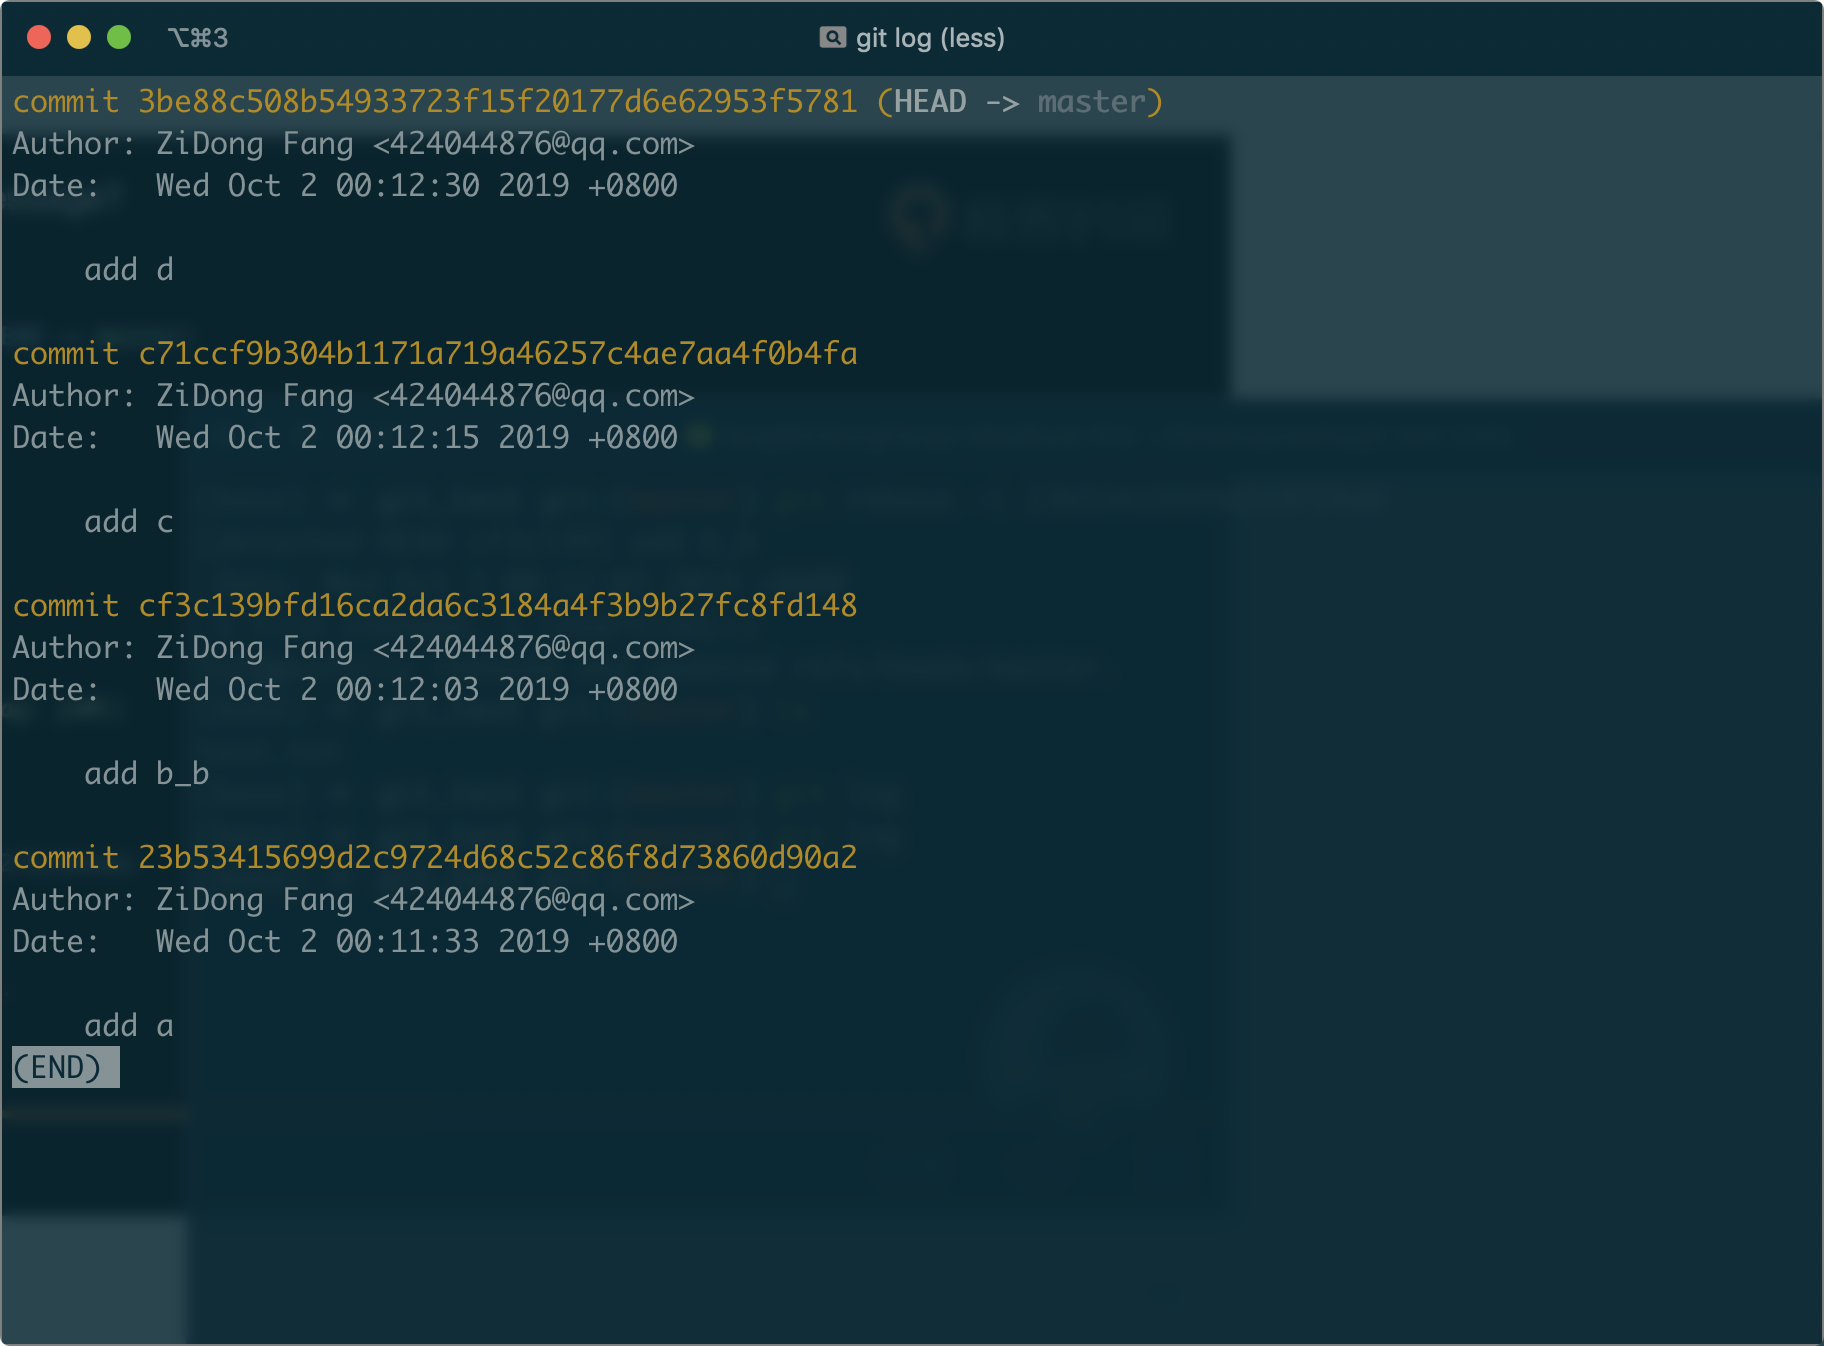 ⌥⌘3
git log (less)
commit 3be88c508b54933723f15f20177d6e62953f5781 (HEAD -> master)
Author: ZiDong Fang <424044876@qq.com>
Date:   Wed Oct 2 00:12:30 2019 +0800
add d
commit c71ccf9b304b1171a719a46257c4ae7aa4f0b4fa
Author: ZiDong Fang <424044876@qq.com>
Date:   Wed Oct 2 00:12:15 2019 +0800
add c
commit cf3c139bfd16ca2da6c3184a4f3b9b27fc8fd148
Author: ZiDong Fang <424044876@qq.com>
Date:   Wed Oct 2 00:12:03 2019 +0800
add b_b
commit 23b53415699d2c9724d68c52c86f8d73860d90a2
Author: ZiDong Fang <424044876@qq.com>
Date:   Wed Oct 2 00:11:33 2019 +0800
add a
(END)